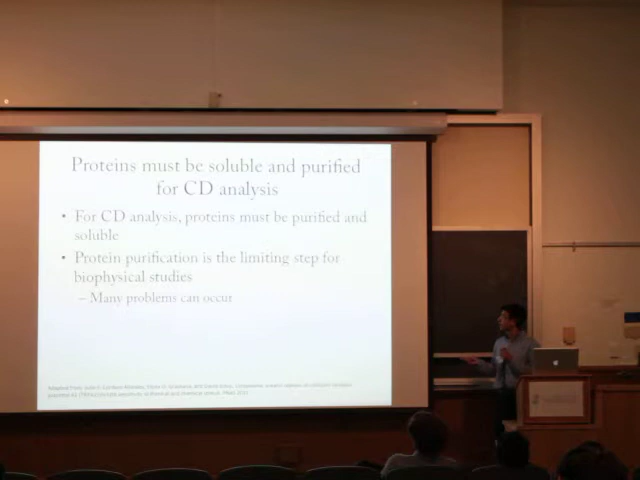 Proteins must be soluble and purified
for CD analysis
• For CD analysis, proteins must be purified and
soluble
• Protein purification is the limiting step for
biophysical studies
– Many problems can occur